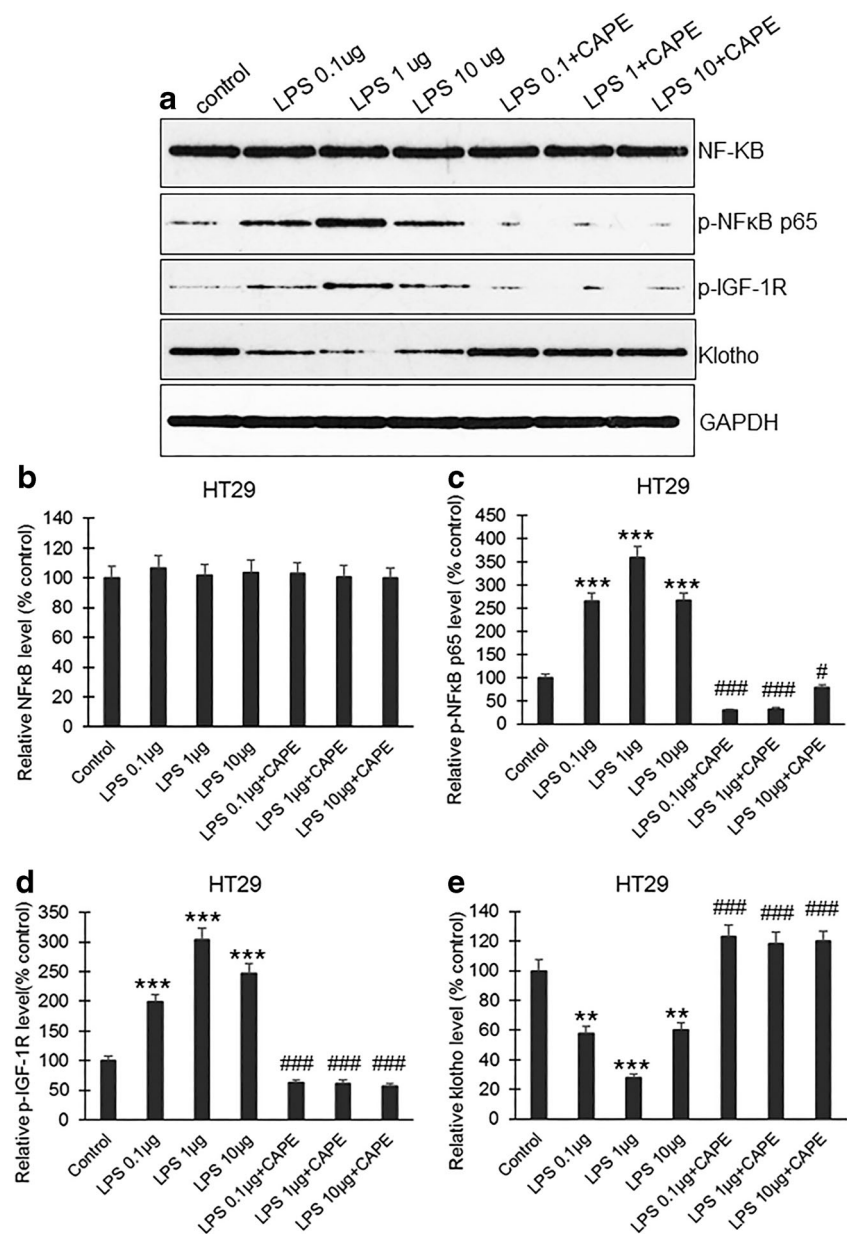 a
control
LPS 0.1ug
LPS 1 ug
LPS 10 ug
LPS 0.1+CAPE
LPS 1+CAPE
LPS 10+CAPE
NF-KB
p-NFκB p65
p-IGF-1R
Klotho
GAPDH
b
HT29
Relative NFκB level (% control)
140
120
100
80
60
40
20
0
Control
LPS 0.1µg
LPS 1µg
LPS 10µg
LPS 0.1µg+CAPE
LPS 1µg+CAPE
LPS 10µg+CAPE
c
HT29
Relative p-NFκB p65 level (% control)
450
400
350
300
250
200
150
100
50
0
***
***
***
###
###
#
Control
LPS 0.1µg
LPS 1µg
LPS 10µg
LPS 0.1µg+CAPE
LPS 1µg+CAPE
LPS 10µg+CAPE
d
HT29
Relative p-IGF-1R level(% control)
350
300
250
200
150
100
50
0
***
***
***
###
###
###
Control
LPS 0.1µg
LPS 1µg
LPS 10µg
LPS 0.1µg+CAPE
LPS 1µg+CAPE
LPS 10µg+CAPE
e
HT29
Relative klotho level (% control)
140
120
100
80
60
40
20
0
**
***
**
###
###
###
Control
LPS 0.1µg
LPS 1µg
LPS 10µg
LPS 0.1µg+CAPE
LPS 1µg+CAPE
LPS 10µg+CAPE